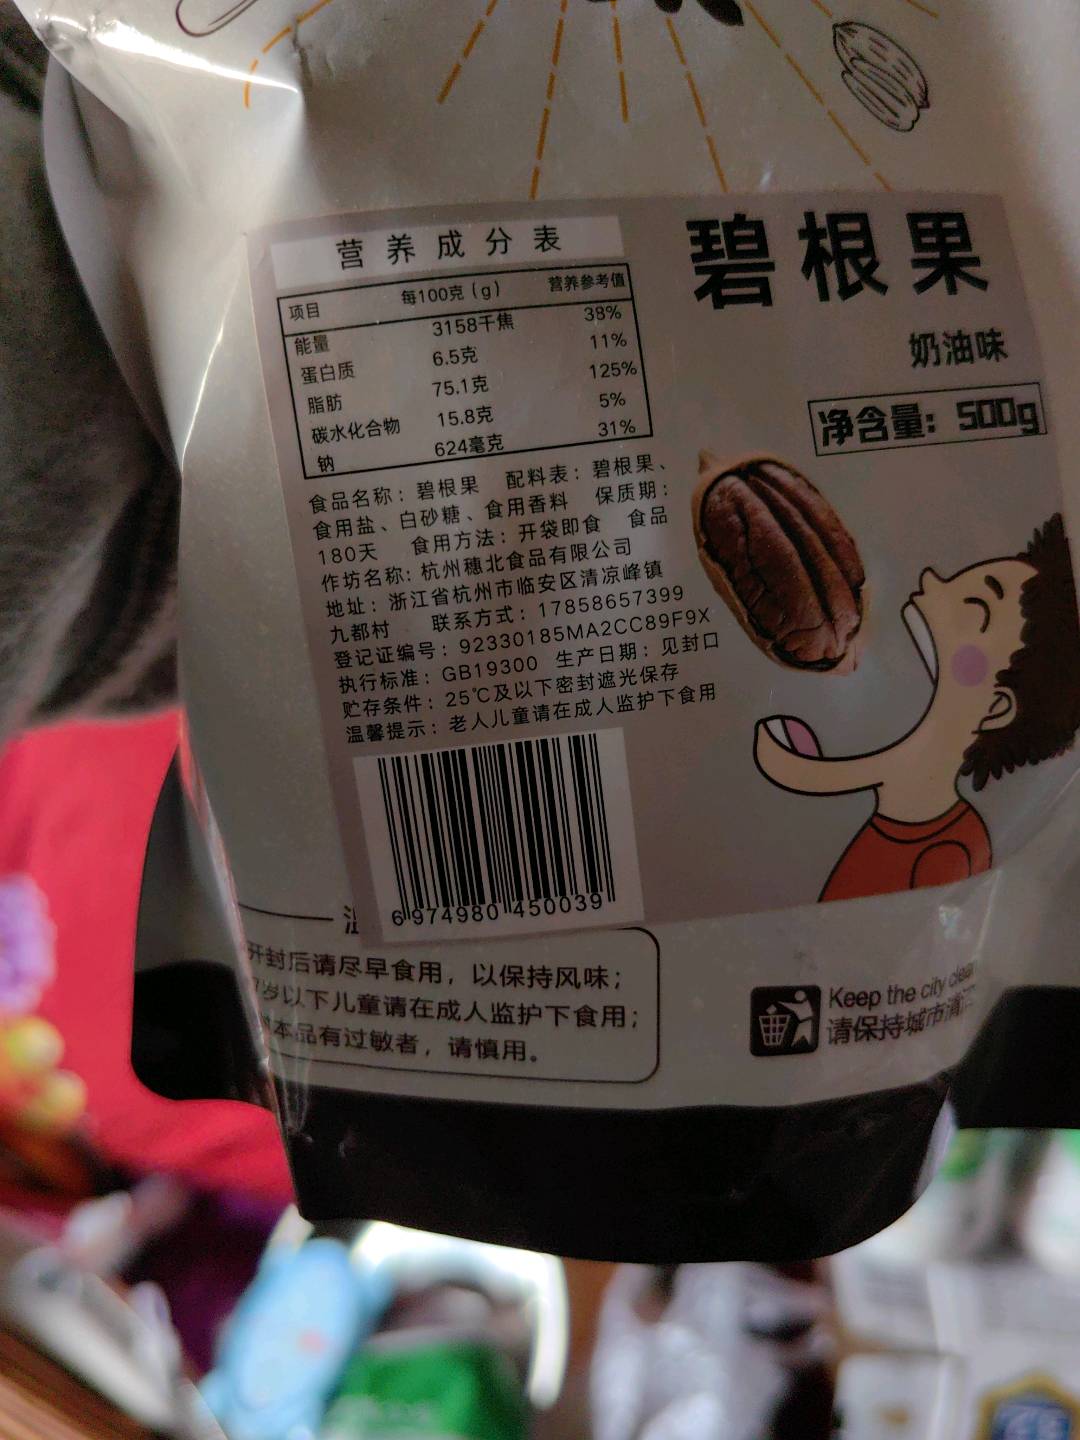 营养成分表
项目 每100克(g) 营养参考值
能量 3158千焦 38%
蛋白质 6.5克 11%
脂肪 75.1克 125%
碳水化合物 15.8克 5%
钠 624毫克 31%
碧根果
奶油味
净含量: 500g
食品名称: 碧根果 配料表: 碧根果、
食用盐、白砂糖、食用香料 保质期:
180天 食用方法: 开袋即食 食品
作坊名称: 杭州穗北食品有限公司
地址: 浙江省杭州市临安区清凉峰镇
九都村 联系方式: 17858657399
登记证编号: 92330185MA2CC89F9X
执行标准: GB19300 生产日期: 见封口
贮存条件: 25℃及以下密封遮光保存
温馨提示: 老人儿童请在成人监护下食用
6 974980 450039
开封后请尽早食用，以保持风味；
岁以下儿童请在成人监护下食用；
本品有过敏者，请慎用。
Keep the city clean
请保持城市清